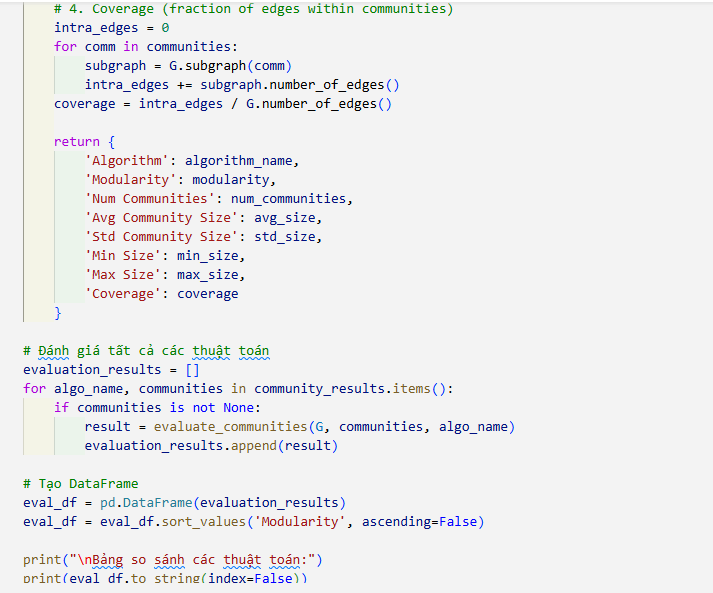 # 4. Coverage (fraction of edges within communities)
intra_edges = 0
for comm in communities:
subgraph = G.subgraph(comm)
intra_edges += subgraph.number_of_edges()
coverage = intra_edges / G.number_of_edges()
return {
'Algorithm': algorithm_name,
'Modularity': modularity,
'Num Communities': num_communities,
'Avg Community Size': avg_size,
'Std Community Size': std_size,
'Min Size': min_size,
'Max Size': max_size,
'Coverage': coverage
}
# Đánh giá tất cả các thuật toán
evaluation_results = []
for algo_name, communities in community_results.items():
if communities is not None:
result = evaluate_communities(G, communities, algo_name)
evaluation_results.append(result)
# Tạo DataFrame
eval_df = pd.DataFrame(evaluation_results)
eval_df = eval_df.sort_values('Modularity', ascending=False)
print("\nBảng so sánh các thuật toán:")
print(eval_df.to_string(index=False))